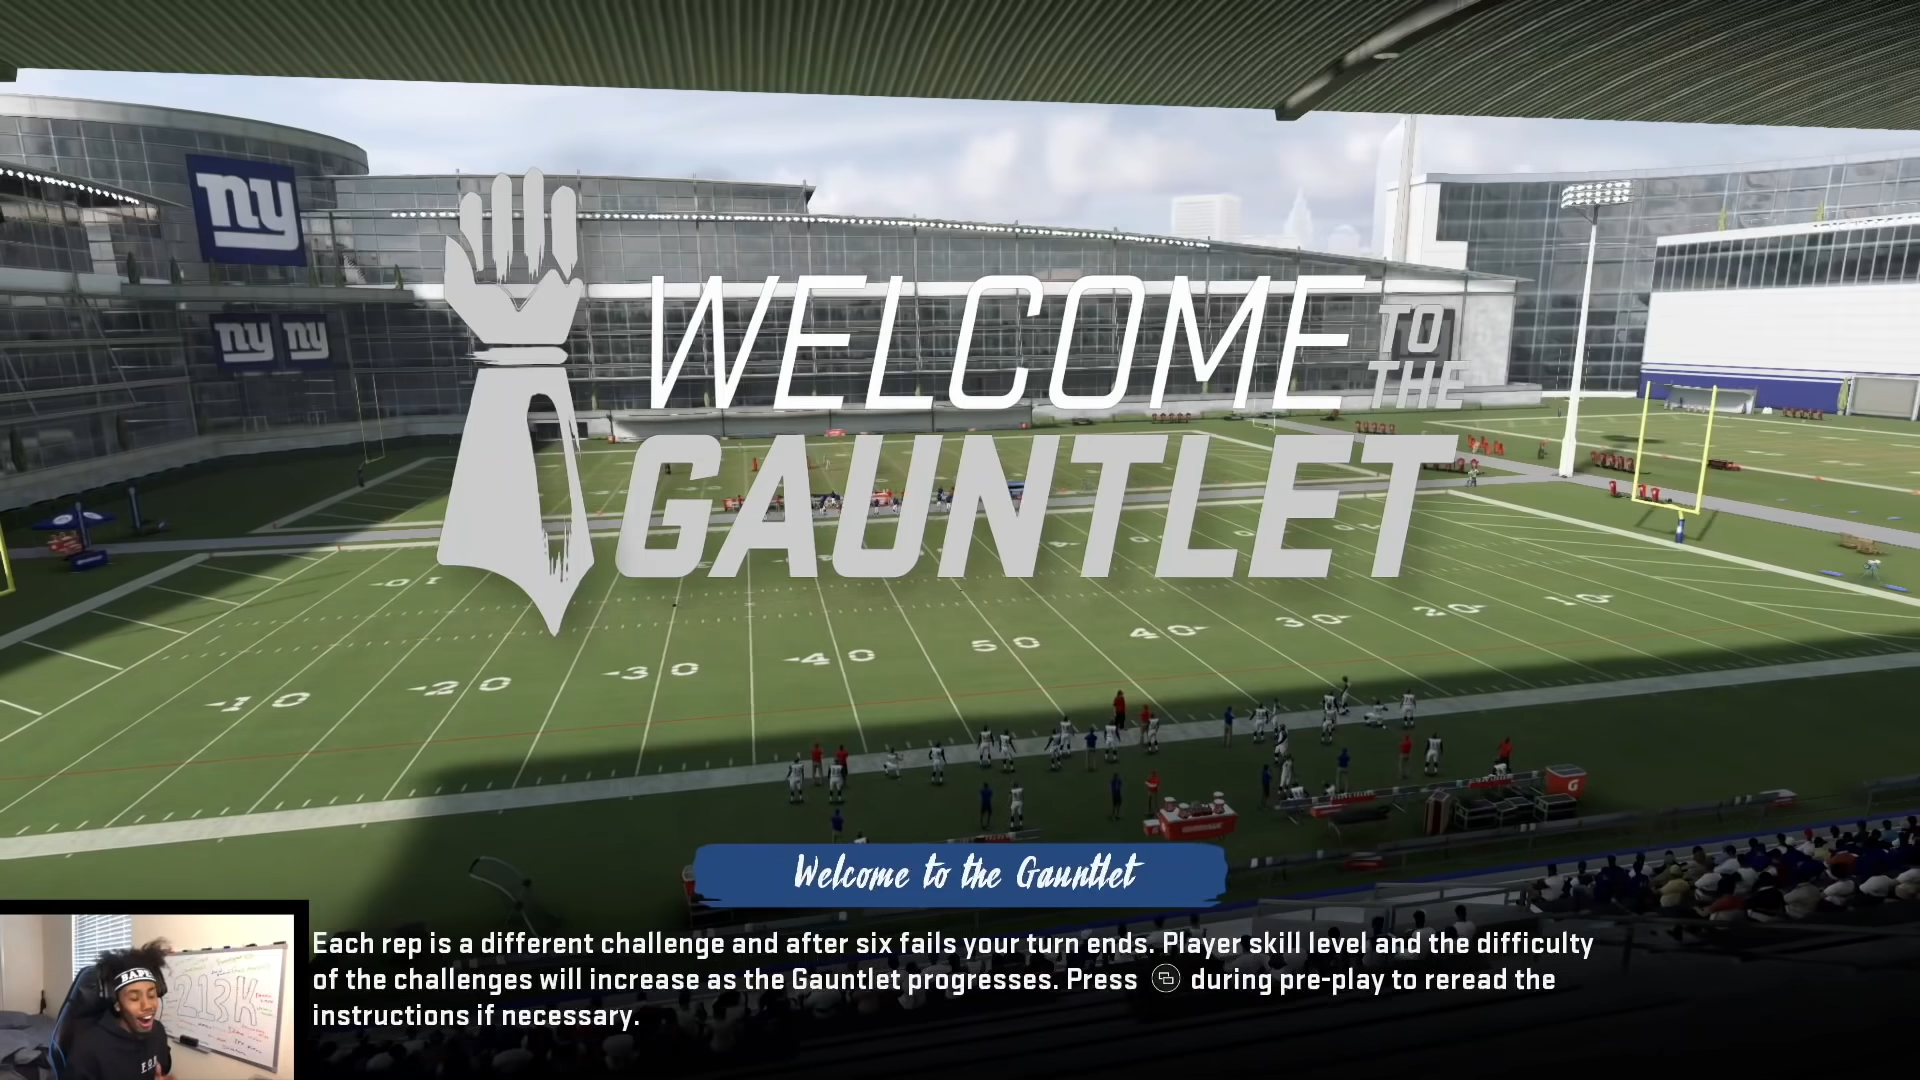 ny
ny ny
WELCOME
TO
THE
GAUNTLET
-10
-20
-30
-40
50
40-
30-
20-
10-
Welcome to the Gauntlet
G
BAPE
213K
Each rep is a different challenge and after six fails your turn ends. Player skill level and the difficulty
of the challenges will increase as the Gauntlet progresses. Press during pre-play to reread the
instructions if necessary.